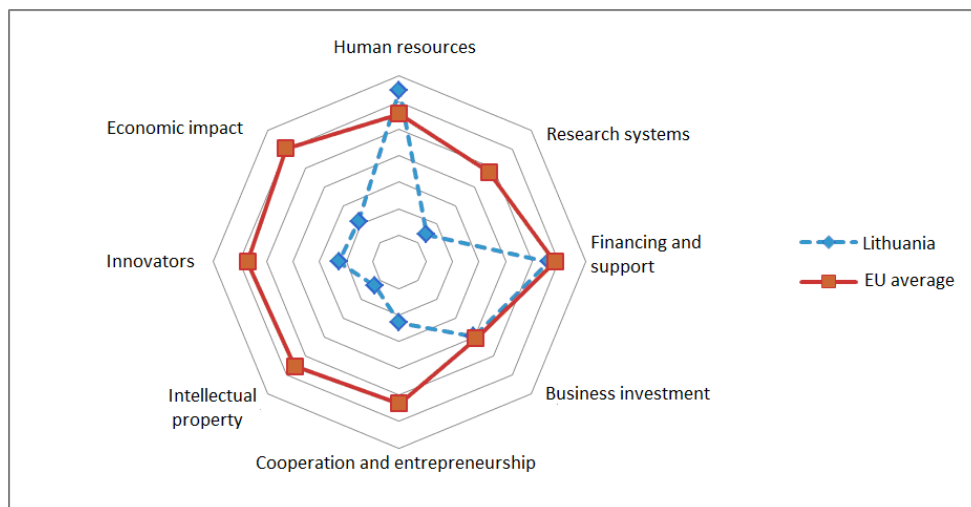 Human resources
Economic impact
Research systems
Innovators
Financing and
support
Lithuania
EU average
Intellectual
property
Business investment
Cooperation and entrepreneurship